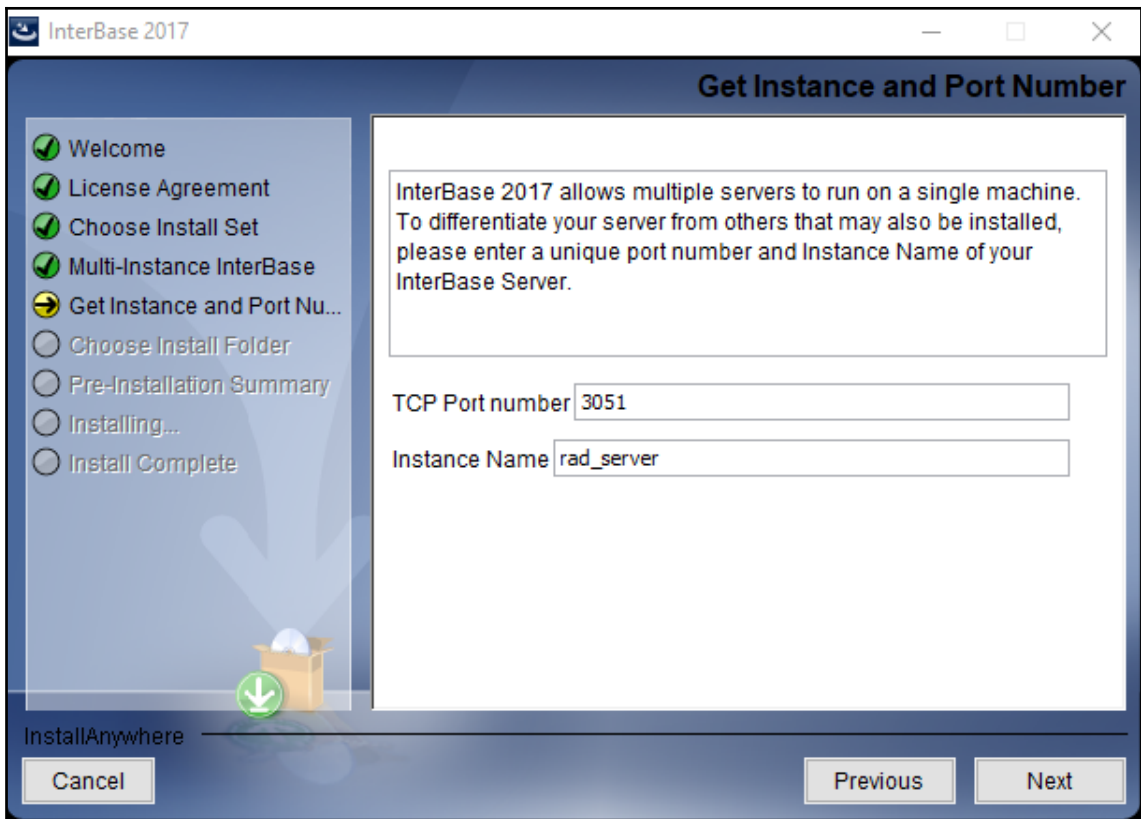 InterBase 2017
Get Instance and Port Number
Welcome
License Agreement
Choose Install Set
Multi-Instance InterBase
Get Instance and Port Nu...
Choose Install Folder
Pre-Installation Summary
Installing...
Install Complete
InterBase 2017 allows multiple servers to run on a single machine.
To differentiate your server from others that may also be installed,
please enter a unique port number and Instance Name of your
InterBase Server.
TCP Port number 3051
Instance Name rad_server
InstallAnywhere
Cancel Previous Next